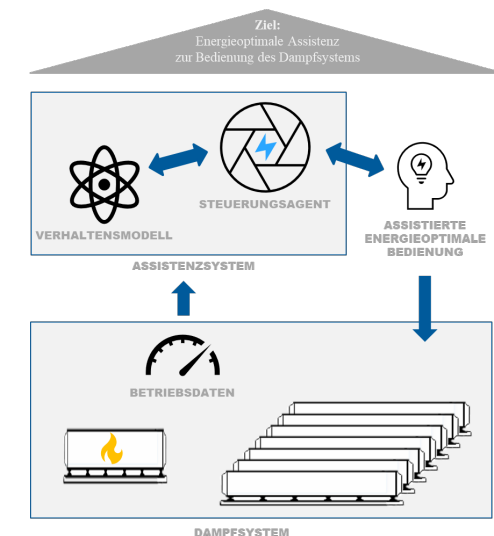 Ziel:
Energieoptimale Assistenz
zur Bedienung des Dampfsystems
STEUERUNGSAGENT
VERHALTENSMODELL
ASSISTIERTE
ENERGIEOPTIMALE
BEDIENUNG
ASSISTENZSYSTEM
BETRIEBSDATEN
DAMPFSYSTEM